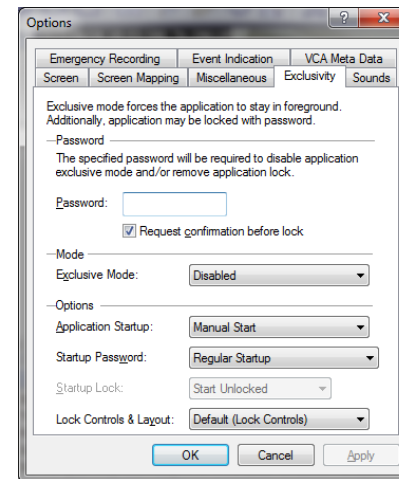 Options
Emergency Recording Event Indication VCA Meta Data
Screen Screen Mapping Miscellaneous Exclusivity Sounds
Exclusive mode forces the application to stay in foreground.
Additionally, application may be locked with password.
Password
The specified password will be required to disable application
exclusive mode and/or remove application lock.
Password:
Request confirmation before lock
Mode
Exclusive Mode: Disabled
Options
Application Startup: Manual Start
Startup Password: Regular Startup
Startup Lock: Start Unlocked
Lock Controls & Layout: Default (Lock Controls)
OK Cancel Apply